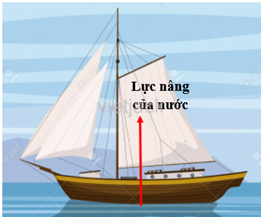 Lực nâng
của nước